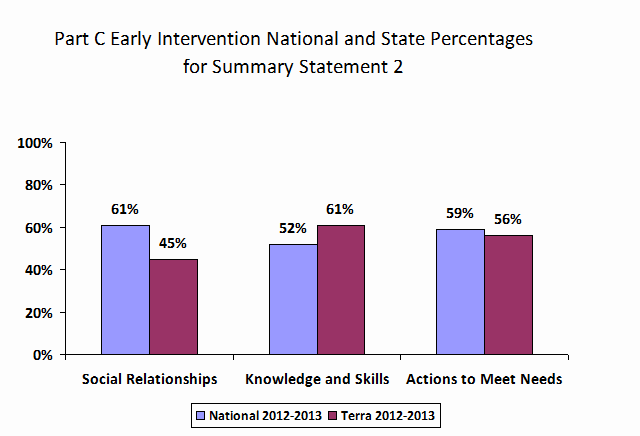 Part C Early Intervention National and State Percentages
for Summary Statement 2
100%
80%
60%
40%
20%
0%
61%
45%
52%
61%
59%
56%
Social Relationships
Knowledge and Skills
Actions to Meet Needs
National 2012-2013
Terra 2012-2013